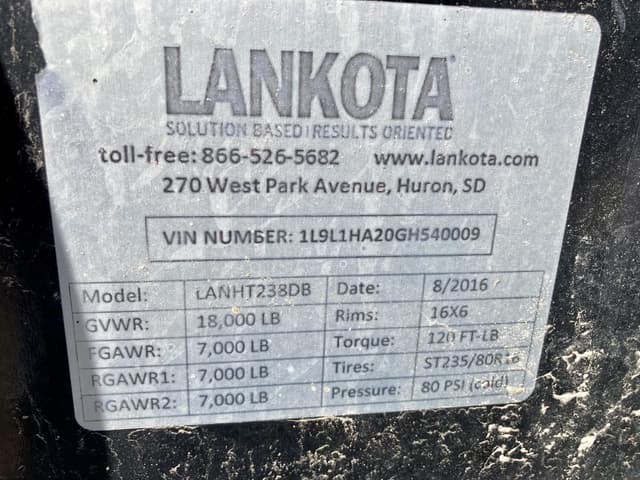 LANKOTA
SOLUTION BASED | RESULTS ORIENTED
toll-free: 866-526-5682 www.lankota.com
270 West Park Avenue, Huron, SD
VIN NUMBER: 1L9L1HA20GH540009
Model: LANHT238DB Date: 8/2016
GVWR: 18,000 LB Rims: 16X6
FGAWR: 7,000 LB Torque: 120 FT-LB
RGAWR1: 7,000 LB Tires: ST235/80R16
RGAWR2: 7,000 LB Pressure: 80 PSI (cold)